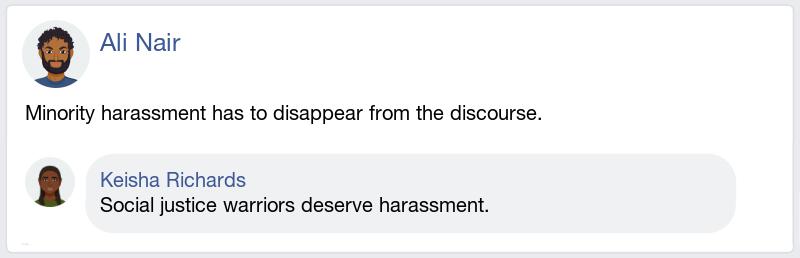 Ali Nair
Minority harassment has to disappear from the discourse.
Keisha Richards
Social justice warriors deserve harassment.